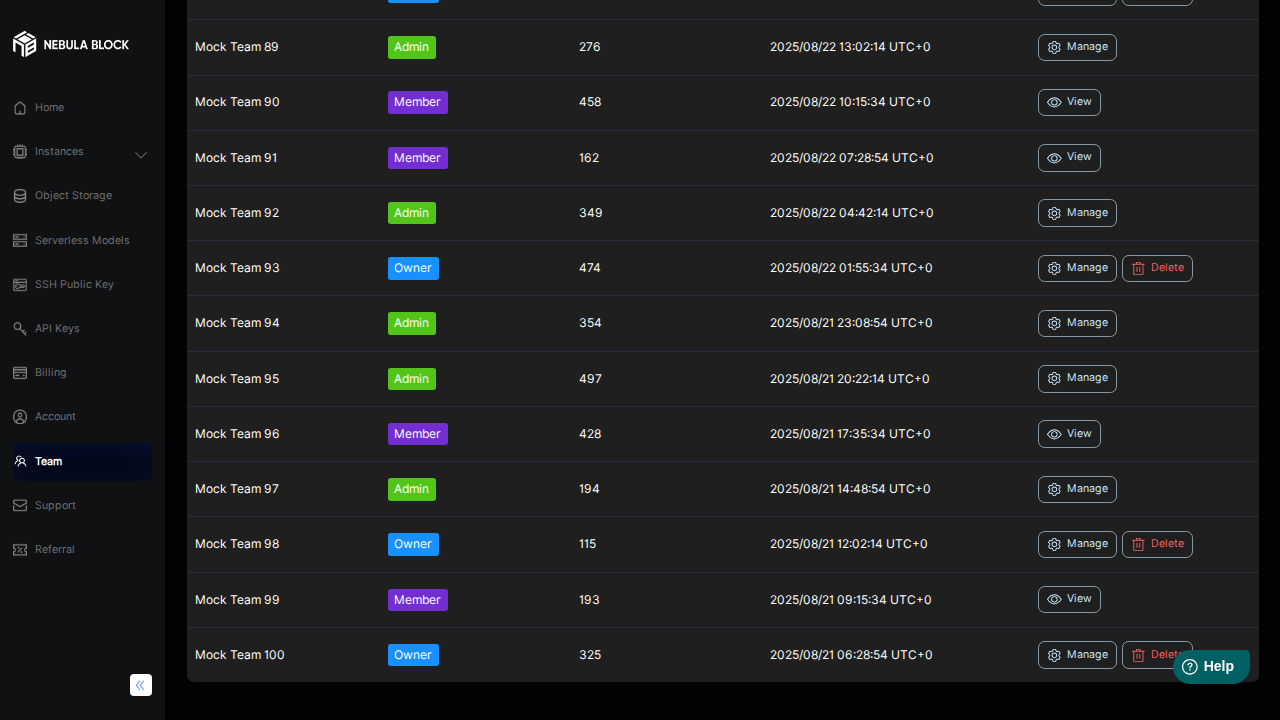 NEBULA BLOCK
Home
Instances
Object Storage
Serverless Models
SSH Public Key
API Keys
Billing
Account
Team
Support
Referral
Mock Team 89 Admin 276 2025/08/22 13:02:14 UTC+0 Manage
Mock Team 90 Member 458 2025/08/22 10:15:34 UTC+0 View
Mock Team 91 Member 162 2025/08/22 07:28:54 UTC+0 View
Mock Team 92 Admin 349 2025/08/22 04:42:14 UTC+0 Manage
Mock Team 93 Owner 474 2025/08/22 01:55:34 UTC+0 Manage Delete
Mock Team 94 Admin 354 2025/08/21 23:08:54 UTC+0 Manage
Mock Team 95 Admin 497 2025/08/21 20:22:14 UTC+0 Manage
Mock Team 96 Member 428 2025/08/21 17:35:34 UTC+0 View
Mock Team 97 Admin 194 2025/08/21 14:48:54 UTC+0 Manage
Mock Team 98 Owner 115 2025/08/21 12:02:14 UTC+0 Manage Delete
Mock Team 99 Member 193 2025/08/21 09:15:34 UTC+0 View
Mock Team 100 Owner 325 2025/08/21 06:28:54 UTC+0 Manage Delete
Help